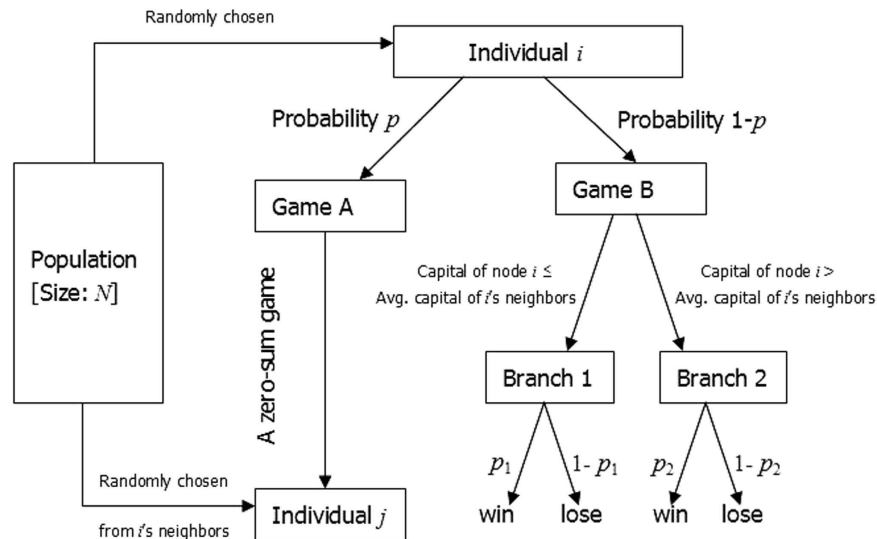 Randomly chosen
Individual i
Probability p
Probability 1-p
Game A
Game B
Population
[Size: N]
A zero-sum game
Capital of node i ≤
Avg. capital of i's neighbors
Capital of node i >
Avg. capital of i's neighbors
Branch 1
Branch 2
p1
1- p1
p2
1- p2
win
lose
win
lose
Randomly chosen
from i's neighbors
Individual j